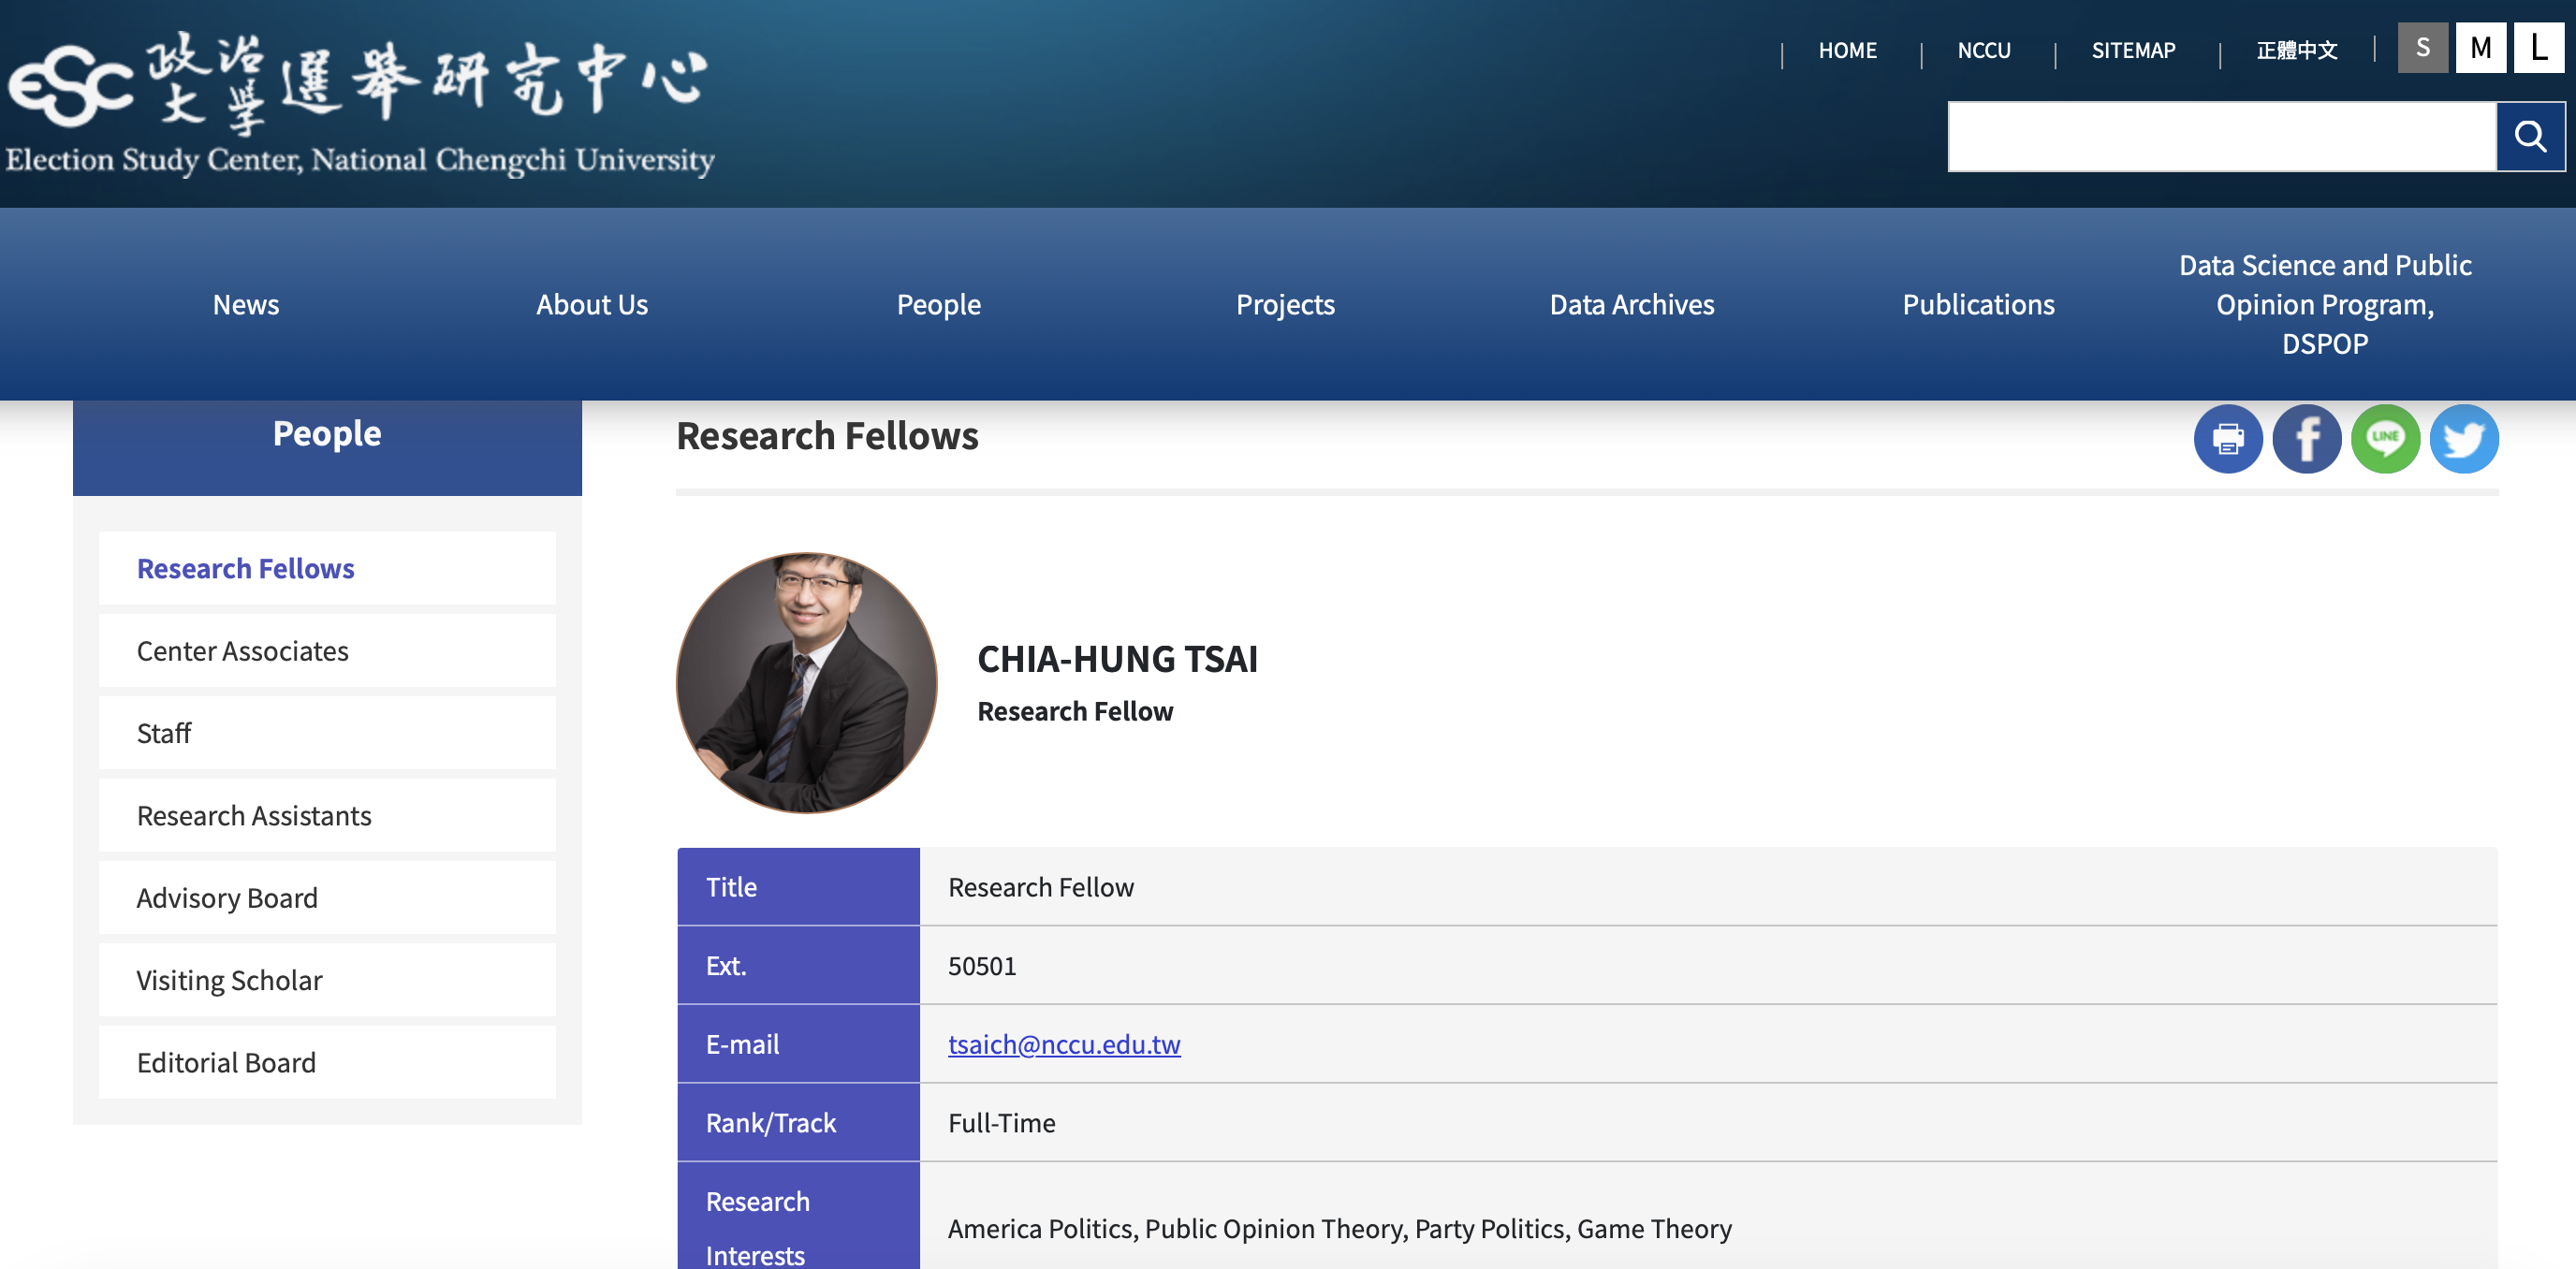 esc 政治大學 選舉研究中心
Election Study Center, National Chengchi University
HOME
NCCU
SITEMAP
正體中文
S
M
L
News
About Us
People
Projects
Data Archives
Publications
Data Science and Public
Opinion Program,
DSPOP
People
Research Fellows
Center Associates
Staff
Research Assistants
Advisory Board
Visiting Scholar
Editorial Board
Research Fellows
f
LINE
CHIA-HUNG TSAI
Research Fellow
Title
Research Fellow
Ext.
50501
E-mail
tsaich@nccu.edu.tw
Rank/Track
Full-Time
Research
Interests
America Politics, Public Opinion Theory, Party Politics, Game Theory